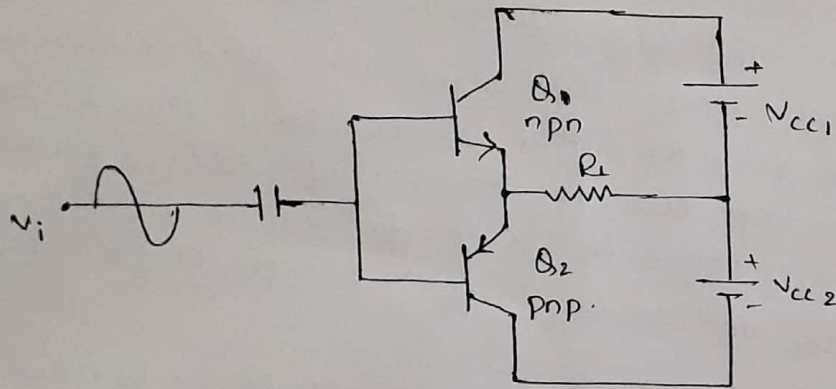 Q1
npn
+
- VCC1
RL
vi
Q2
pnp.
+
- VCC2